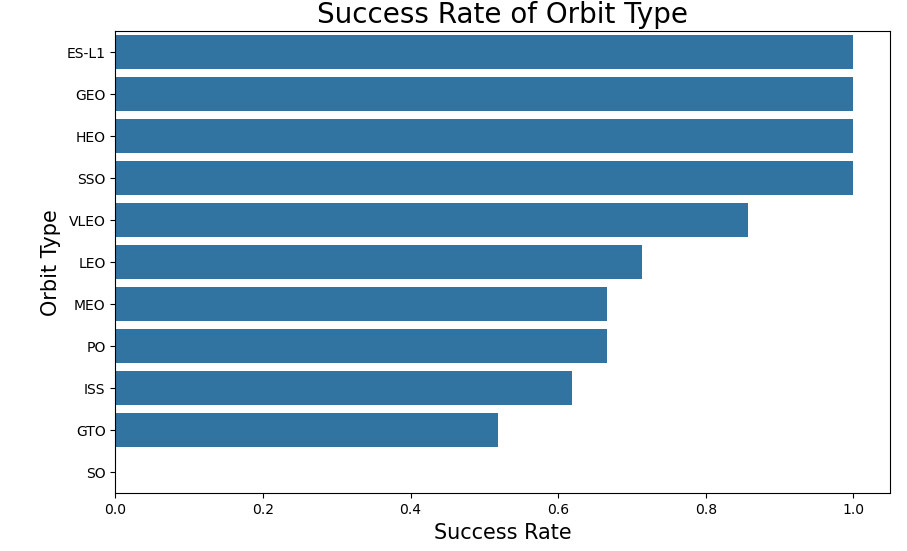 Success Rate of Orbit Type
Orbit Type
ES-L1
GEO
HEO
SSO
VLEO
LEO
MEO
PO
ISS
GTO
SO
0.0 0.2 0.4 0.6 0.8 1.0
Success Rate